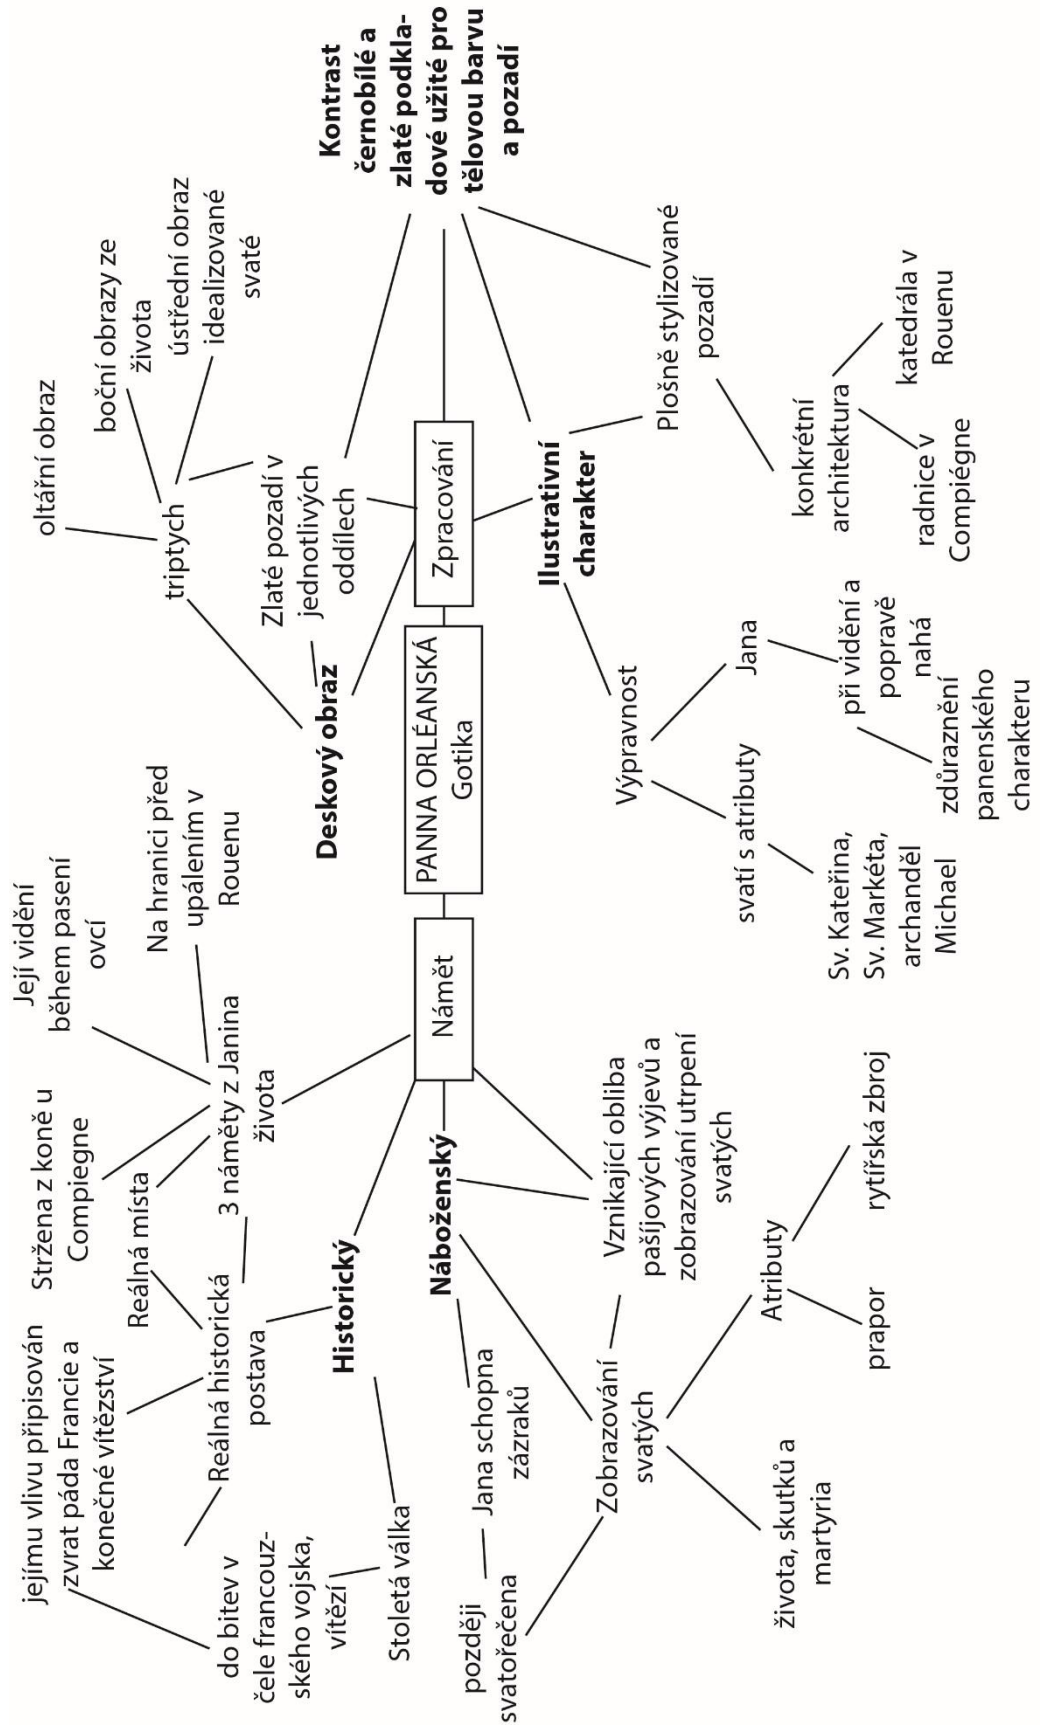 jejímu vlivu připisován
zvrat páda Francie a
konečné vítězství
Stržena z koně u
Compiegne
Její vidění
během pasení
ovcí
Na hranici před
upálením v
Rouenu
oltářní obraz
boční obrazy ze
života
ústřední obraz
idealizované
svaté
triptych
Reálná místa
3 náměty z Janina
života
Reálná historická
postava
do bitev v
čele francouz-
ského vojska,
vítězí
Stoletá válka
Historický
Deskový obraz
Zlaté pozadí v
jednotlivých
oddílech
Kontrast
černobílé a
zlaté podkla-
dové užité pro
tělovou barvu
a pozadí
Námět
PANNA ORLÉANSKÁ
Gotika
Zpracování
Náboženský
později
svatořečena
Jana schopna
zázraků
Zobrazování
svatých
Vznikající obliba
pašíjových výjevů a
zobrazování utrpení
svatých
Atributy
života, skutků a
martyria
prapor
rytířská zbroj
Ilustrativní
charakter
Výpravnost
svatí s atributy
Sv. Kateřina,
Sv. Markéta,
archanděl
Michael
Jana
při vidění a
popravě
nahá
zdůraznění
panenského
charakteru
Plošně stylizované
pozadí
konkrétní
architektura
radnice v
Compiégne
katedrála v
Rouenu